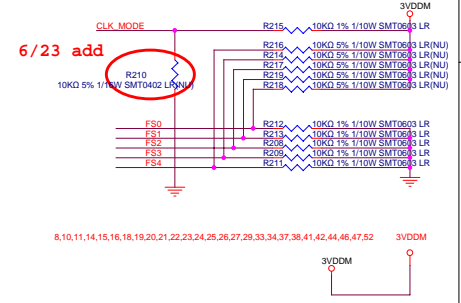 3VDDM
CLK_MODE R215 10KΩ 1% 1/10W SMT0603 LR
6/23 add
R216 10KΩ 5% 1/10W SMT0603 LR(NU)
R214 10KΩ 5% 1/10W SMT0603 LR(NU)
R217 10KΩ 5% 1/10W SMT0603 LR(NU)
R219 10KΩ 5% 1/10W SMT0603 LR(NU)
R218 10KΩ 5% 1/10W SMT0603 LR(NU)
R210
10KΩ 5% 1/16W SMT0402 LR(NU)
FS0 R212 10KΩ 1% 1/10W SMT0603 LR
FS1 R213 10KΩ 1% 1/10W SMT0603 LR
FS2 R208 10KΩ 1% 1/10W SMT0603 LR
FS3 R209 10KΩ 1% 1/10W SMT0603 LR
FS4 R211 10KΩ 1% 1/10W SMT0603 LR
8,10,11,14,15,16,18,19,20,21,22,23,24,25,26,27,29,33,34,37,38,41,42,44,46,47,52 3VDDM
3VDDM